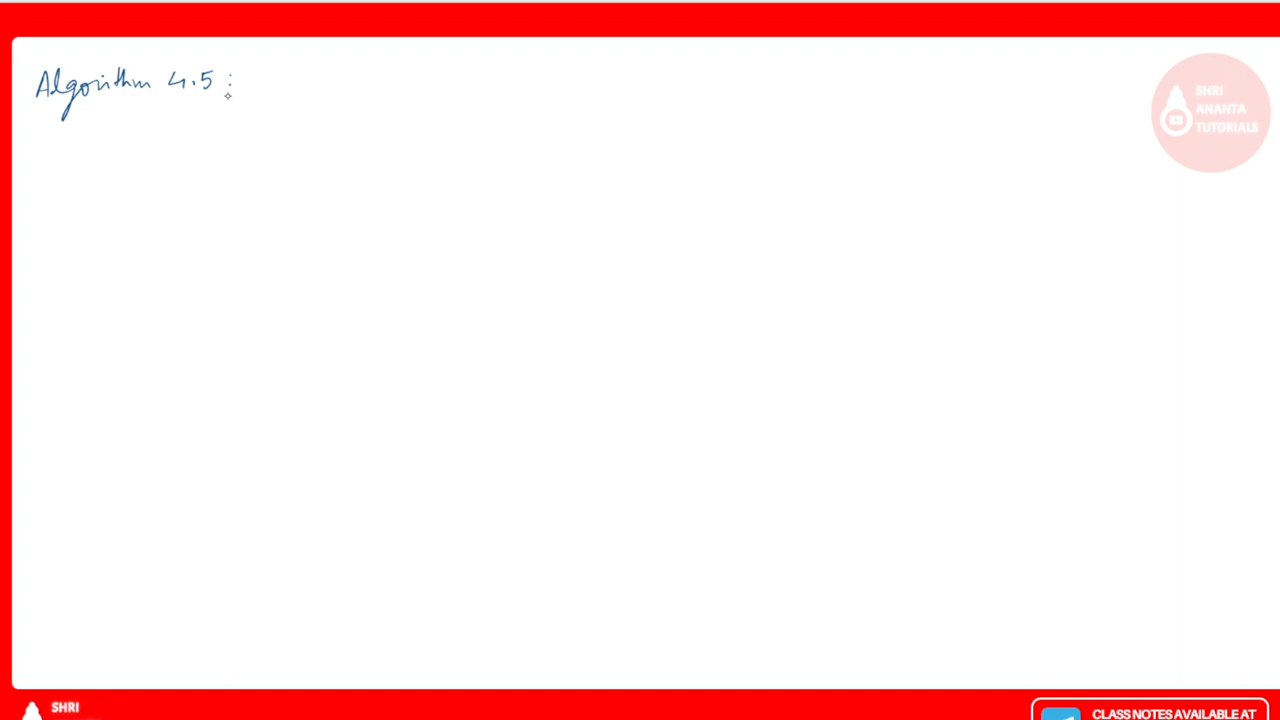 Algorithm 4.5 :
SHRI
ANANTA
TUTORIALS
SHRI
CLASS NOTES AVAILABLE AT